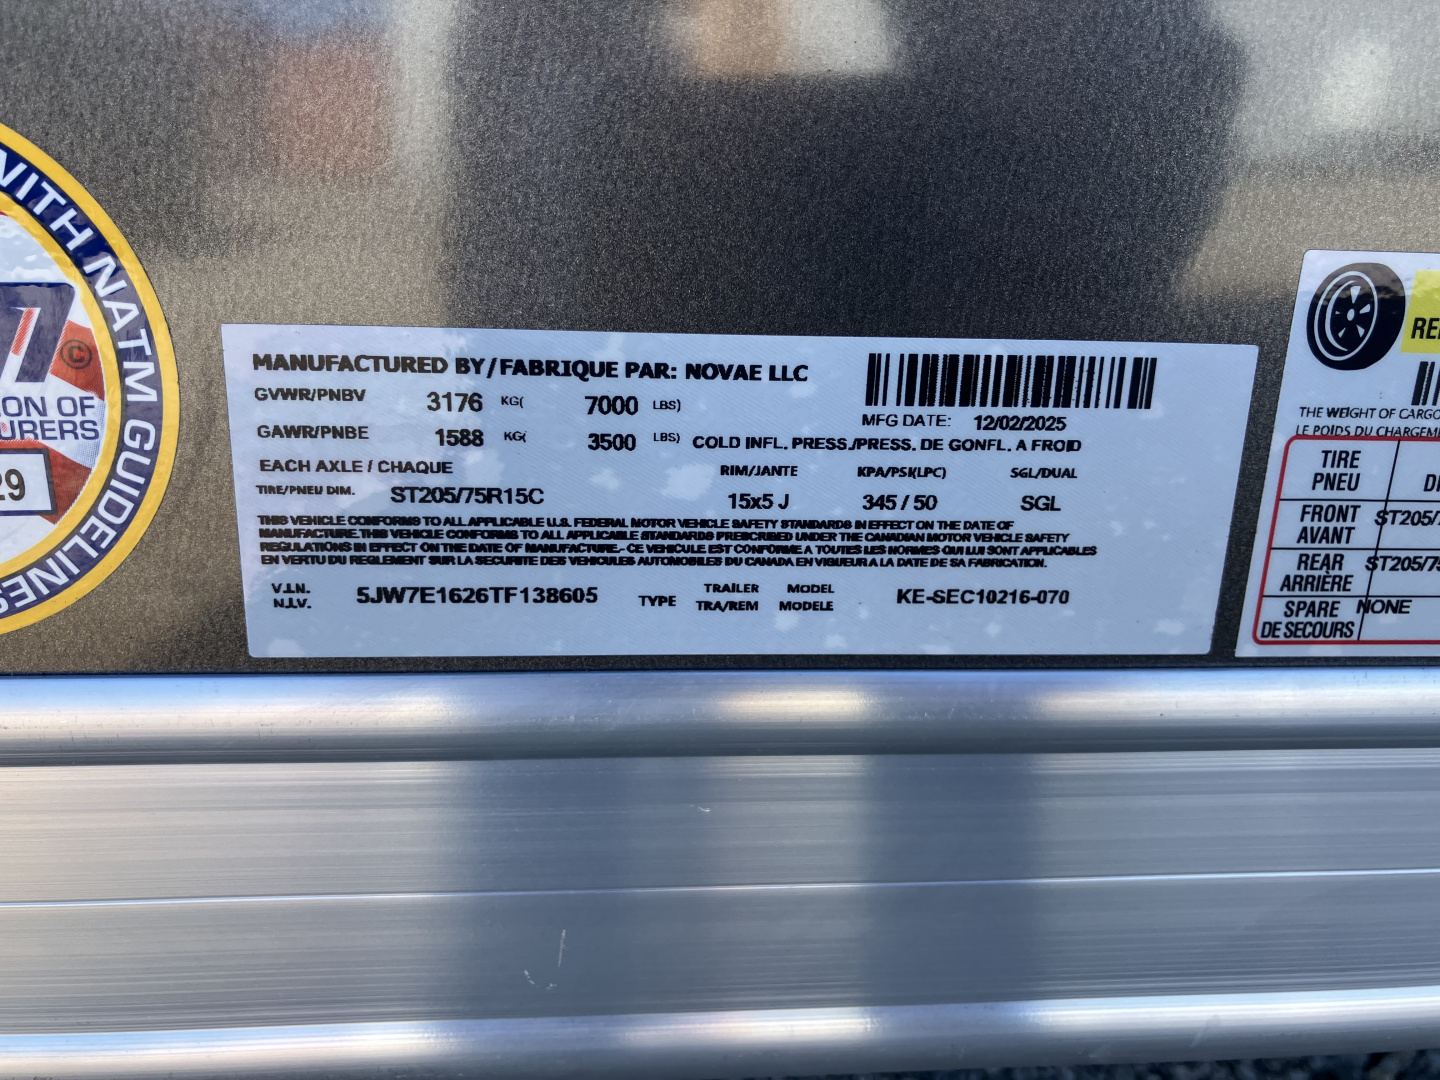 WITH NATM GUIDELINES
7 ©
ION OF
URERS
29
MANUFACTURED BY/FABRIQUE PAR: NOVAE LLC
GVWR/PNBV 3176 KG( 7000 LBS)
MFG DATE: 12/02/2025
GAWR/PNBE 1588 KG( 3500 LBS) COLD INFL. PRESS./PRESS. DE GONFL. A FROID
EACH AXLE / CHAQUE RIM/JANTE KPA/PSI(LPC) SGL/DUAL
TIRE/PNEU DIM. ST205/75R15C 15x5 J 345 / 50 SGL
THIS VEHICLE CONFORMS TO ALL APPLICABLE U.S. FEDERAL MOTOR VEHICLE SAFETY STANDARDS IN EFFECT ON THE DATE OF
MANUFACTURE. THIS VEHICLE CONFORMS TO ALL APPLICABLE STANDARDS PRESCRIBED UNDER THE CANADIAN MOTOR VEHICLE SAFETY
REGULATIONS IN EFFECT ON THE DATE OF MANUFACTURE.- CE VEHICULE EST CONFORME A TOUTES LES NORMES QUI LUI SONT APPLICABLES
EN VERTU DU REGLEMENT SUR LA SECURITE DES VEHICULES AUTOMOBILES DU CANADA EN VIGUEUR A LA DATE DE SA FABRICATION.
V.I.N. 5JW7E1626TF138605 TYPE TRAILER MODEL KE-SEC10216-070
N.I.V. TRA/REM MODELE
THE WEIGHT OF CARGO
LE POIDS DU CHARGEM
TIRE
PNEU
FRONT ST205/7
AVANT
REAR ST205/75
ARRIÈRE
SPARE NONE
DE SECOURS